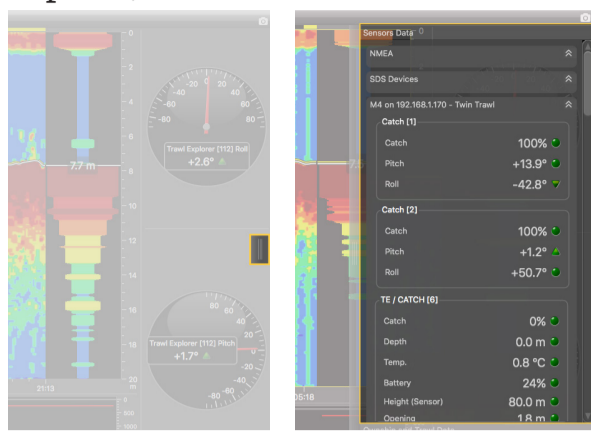 0
7.7 m
8
10
12
14
16
18
20
m
0
500
1000
21:13
-20 0 20
-40 40
-60 60
-80 80
Trawl Explorer [112] Roll
+2.6°
80 60
40
20
0
-20
-40
-80 -60
Trawl Explorer [112] Pitch
+1.7°
05:18
Sensors Data
0
NMEA
SDS Devices
M4 on 192.168.1.170 - Twin Trawl
Catch [1]
Catch 100%
Pitch +13.9°
Roll -42.8°
Catch [2]
Catch 100%
Pitch +1.2°
Roll +50.7°
TE / CATCH [6]
Catch 0%
Depth 0.0 m
Temp. 0.8 °C
Battery 24%
Height (Sensor) 80.0 m
Opening 1.8 m